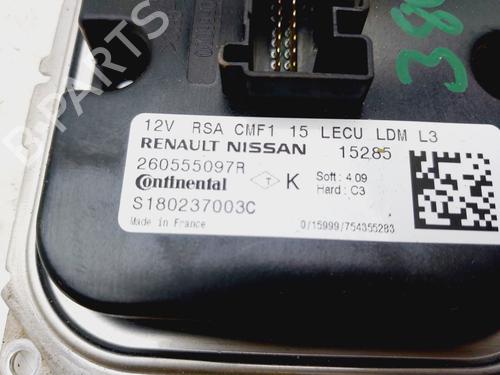 12V RSA CMF1 15 LECU LDM L3
RENAULT NISSAN 15285
260555097R
Continental T K Soft : 4 09
Hard : C3
S180237003C
Made in France 0/15999/754355283
B-PARTS